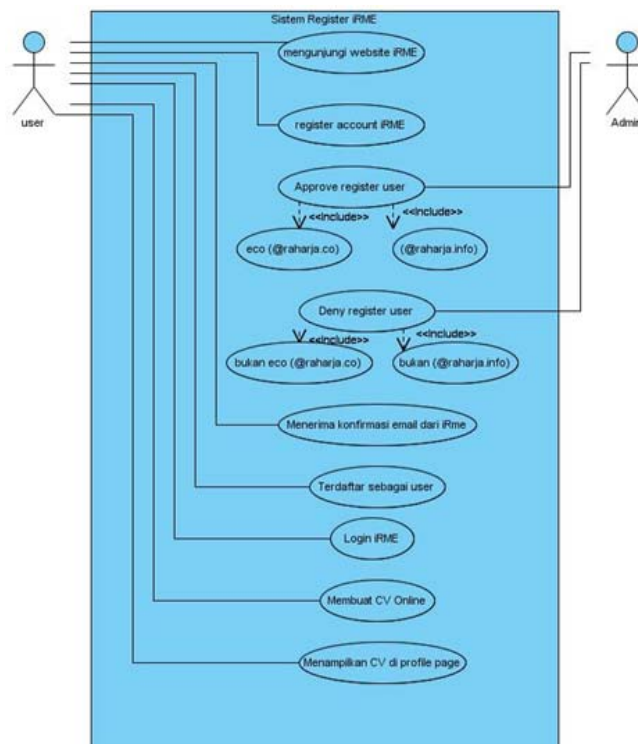 Sistem Register iRME
mengunjungi website iRME
user
Admin
register account iRME
Approve register user
<<Include>>
<<Include>>
eco (@raharja.co)
(@raharja.info)
Deny register user
<<Include>>
<<Include>>
bukan eco (@raharja.co)
bukan (@raharja.info)
Menerima konfirmasi email dari iRme
Terdaftar sebagai user
Login iRME
Membuat CV Online
Menampilkan CV di profile page